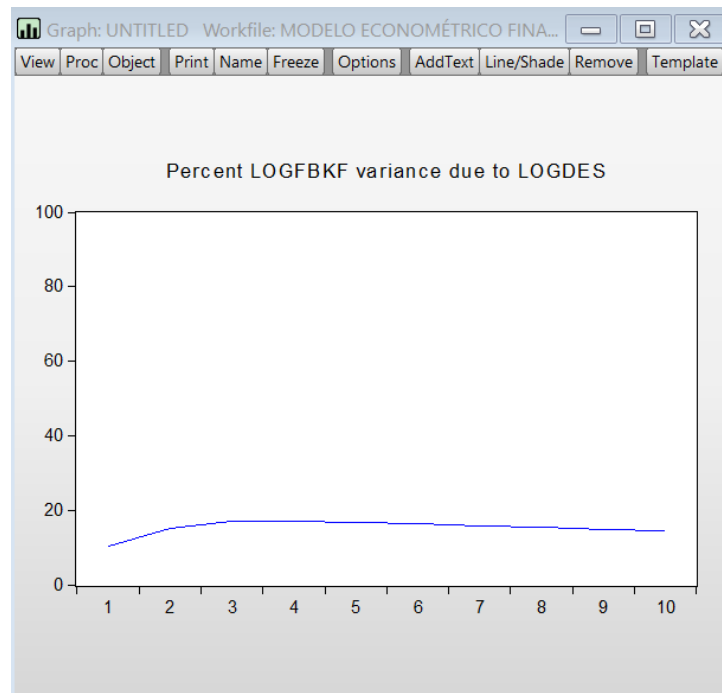 Graph: UNTITLED Workfile: MODELO ECONOMÉTRICO FINA...
View Proc Object Print Name Freeze Options AddText Line/Shade Remove Template
Percent LOGFBKF variance due to LOGDES
100
80
60
40
20
0
1 2 3 4 5 6 7 8 9 10